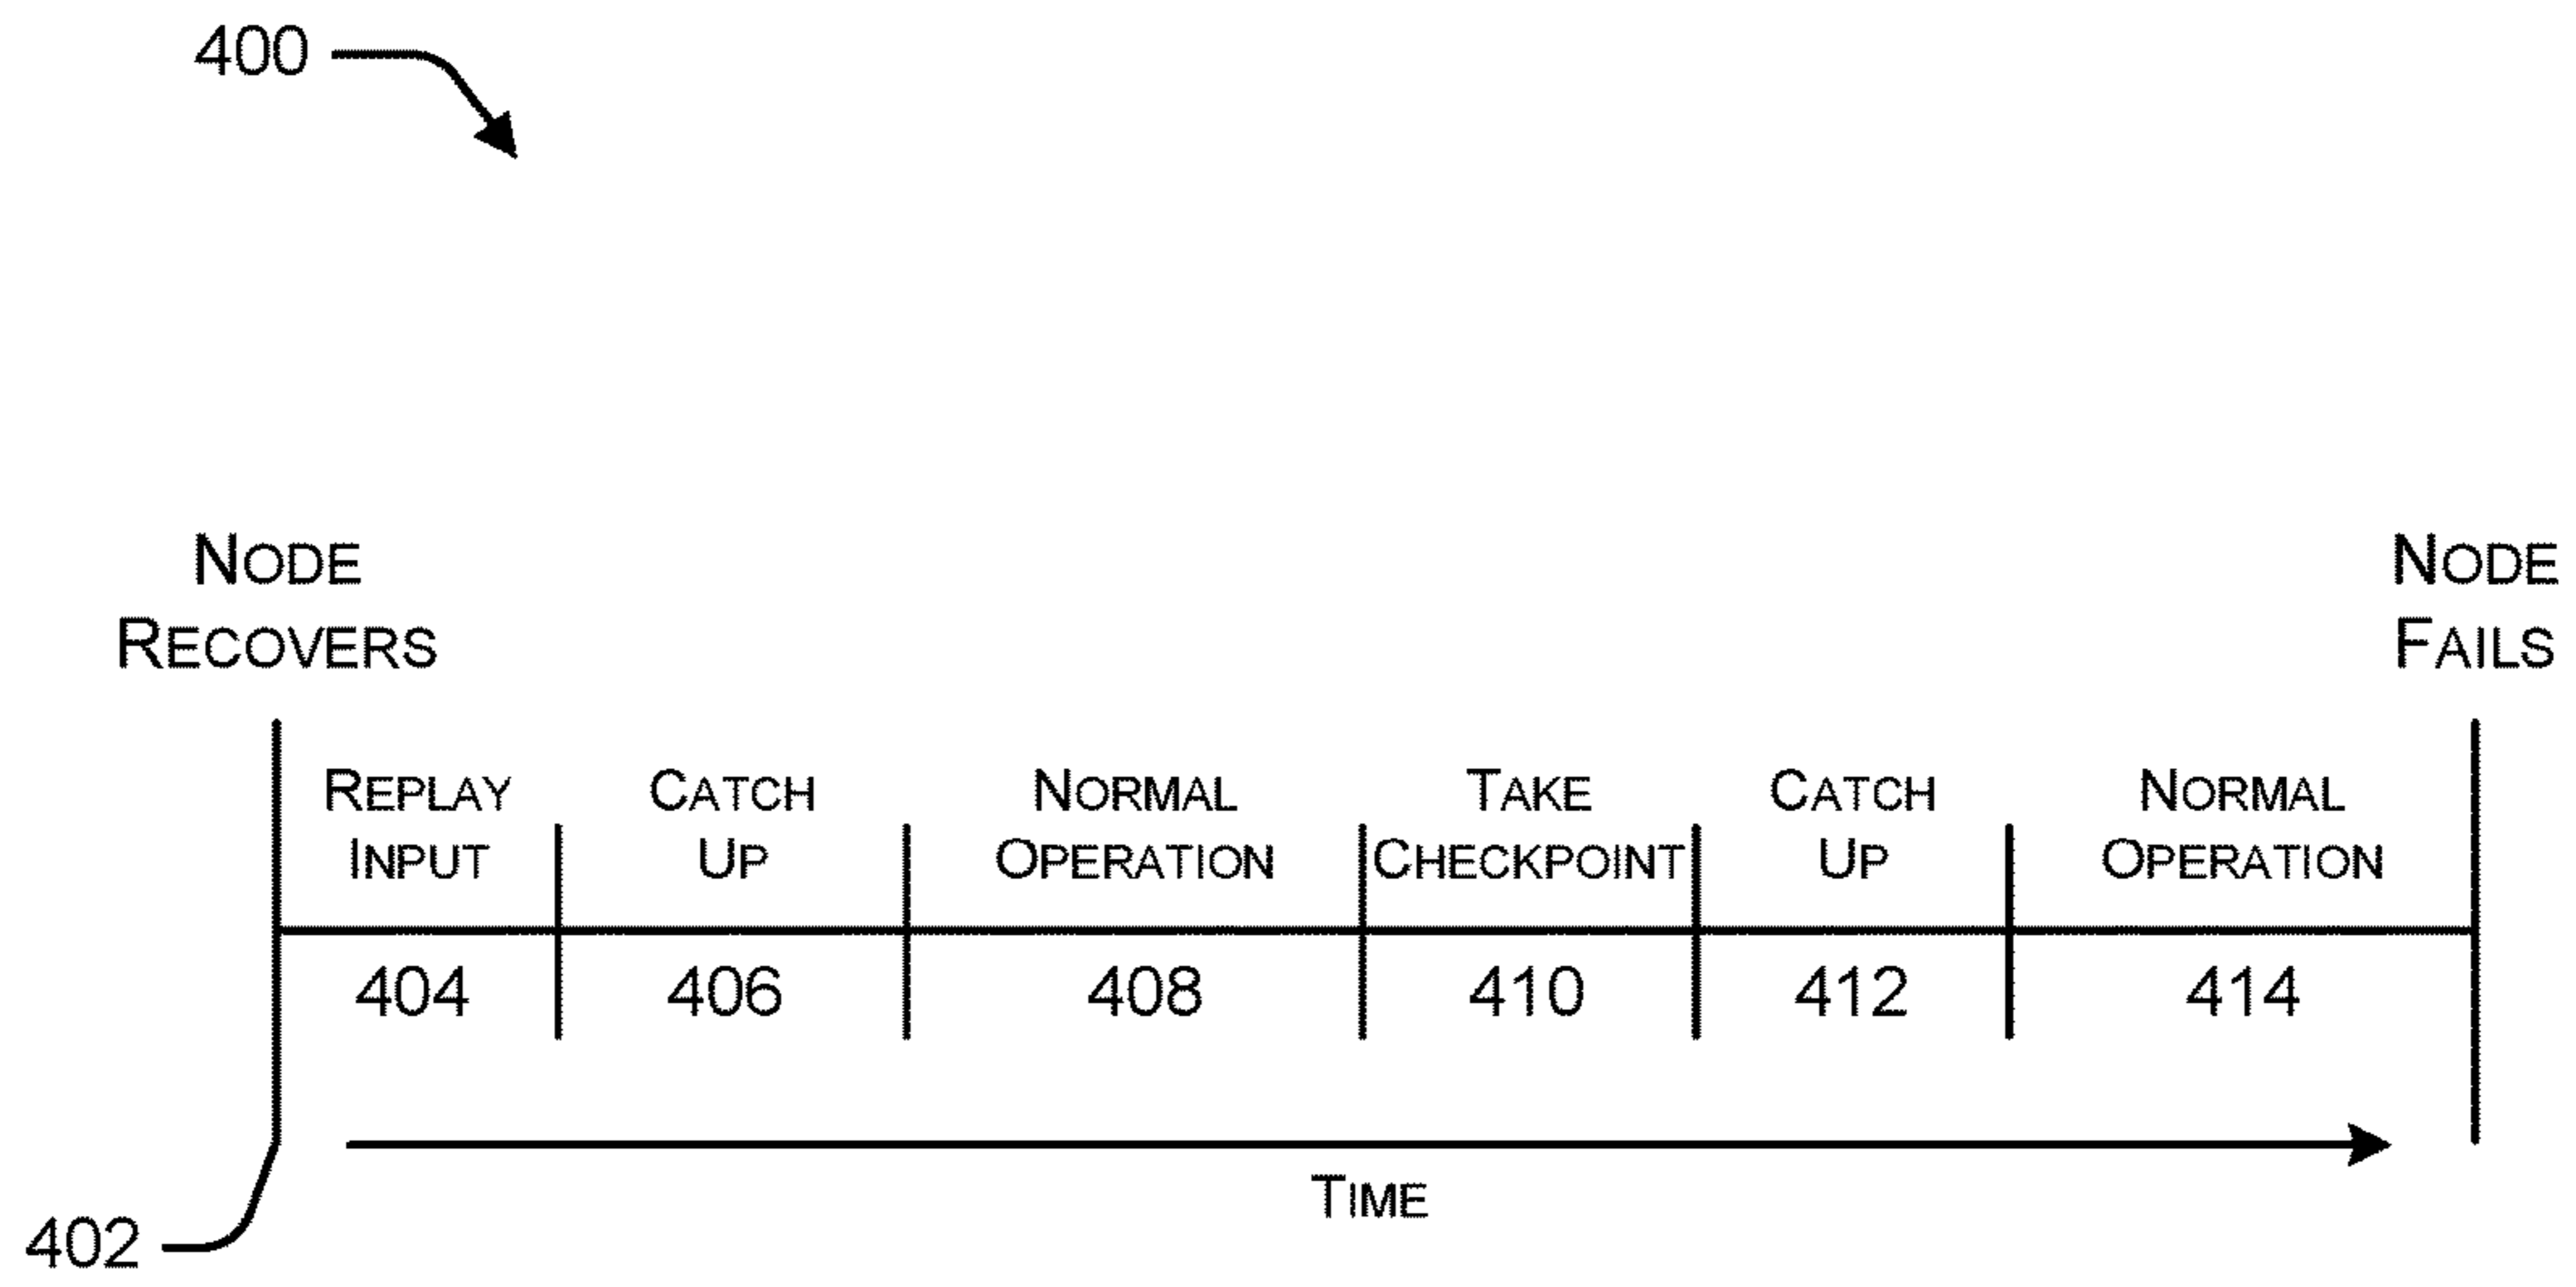 400
NODE
RECOVERS
NODE
FAILS
REPLAY
INPUT
CATCH
UP
NORMAL
OPERATION
TAKE
CHECKPOINT
CATCH
UP
NORMAL
OPERATION
404
406
408
410
412
414
TIME
402